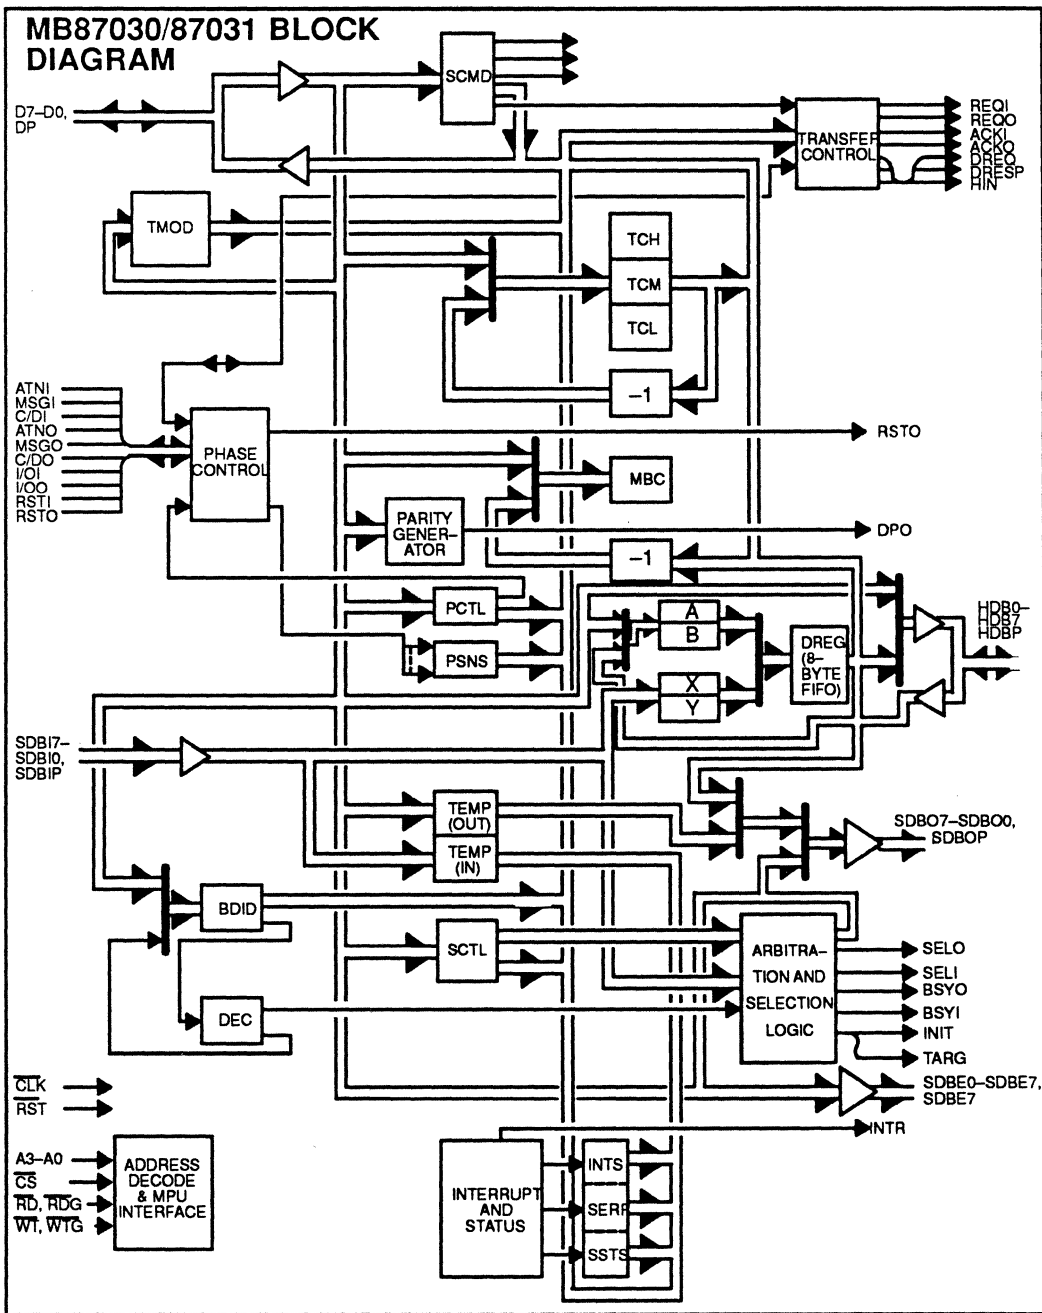 MB87030/87031 BLOCK
DIAGRAM
SCMD
D7–D0,
DP
TRANSFER
CONTROL
REQI
REQO
ACKI
ACKO
DREQ
DRESP
HIN
TMOD
TCH
TCM
TCL
–1
ATNI
MSGI
C/DI
ATNO
MSGO
C/DO
I/OI
I/OO
RSTI
RSTO
PHASE
CONTROL
RSTO
MBC
PARITY
GENER-
ATOR
DPO
–1
PCTL
PSNS
A
B
X
Y
DREG
(8–
BYTE
FIFO)
HDB0–
HDB7
HDBP
SDBI7–
SDBI0,
SDBIP
TEMP
(OUT)
TEMP
(IN)
SDBO7–SDBO0,
SDBOP
BDID
SCTL
DEC
ARBITRA-
TION AND
SELECTION
LOGIC
SELO
SELI
BSYO
BSYI
INIT
TARG
CLK
RST
SDBE0–SDBE7,
SDBE7
INTR
A3–A0
CS
RD, RDG
WT, WTG
ADDRESS
DECODE
& MPU
INTERFACE
INTERRUPT
AND
STATUS
INTS
SERR
SSTS